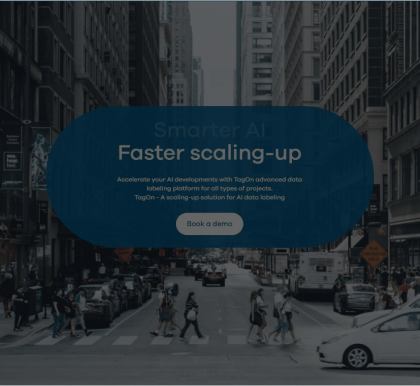 Smarter AI
Faster scaling-up
Accelerate your AI developments with TagOn advanced data
labeling platform for all types of projects.
TagOn - A scaling-up solution for AI data labeling
Book a demo